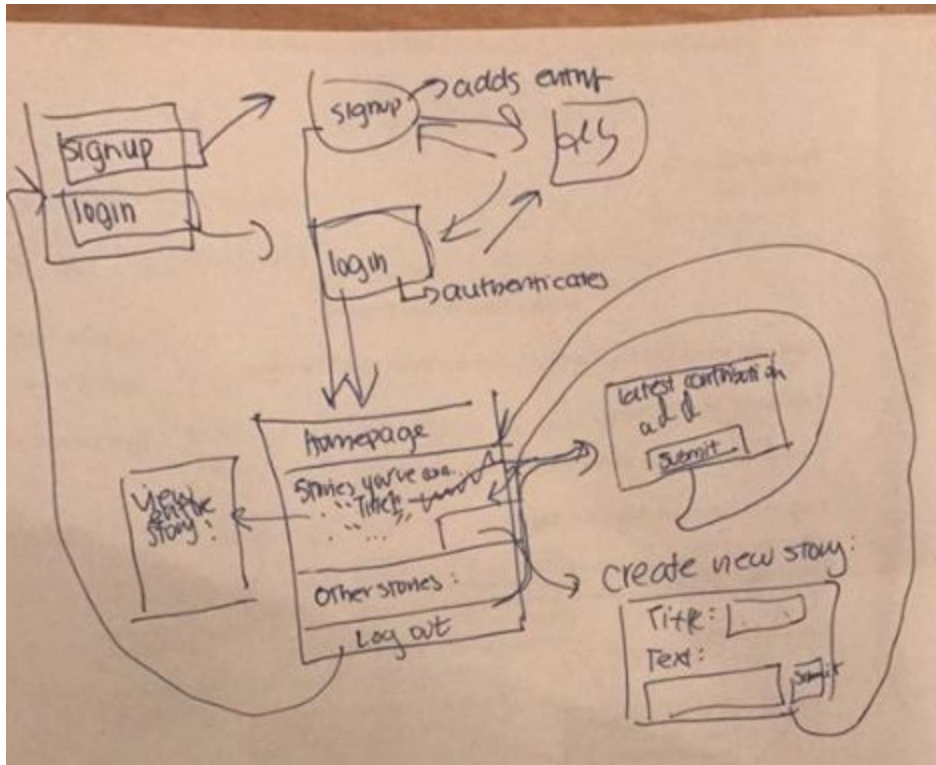 signup
login
signup
adds entry
login
authenticates
Homepage
Stories you've
"Title"
Other stories:
Log out
view
entire
story:
latest contribution
add
submit
create new story:
Title:
Text:
submit